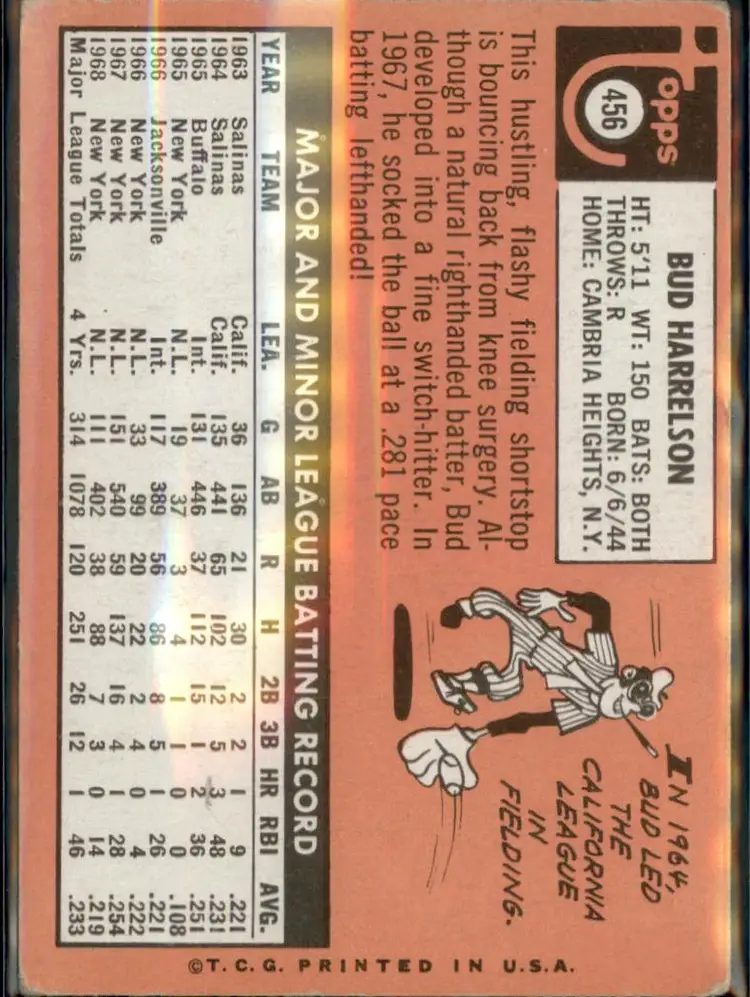 Topps
456
BUD HARRELSON
HT: 5'11 WT: 150 BATS: BOTH
THROWS: R BORN: 6/6/44
HOME: CAMBRIA HEIGHTS, N.Y.
This hustling, flashy fielding shortstop
is bouncing back from knee surgery. Al-
though a natural righthanded batter, Bud
developed into a fine switch-hitter. In
1967, he socked the ball at a .281 pace
batting lefthanded!
IN 1964,
BUD LED
THE
CALIFORNIA
LEAGUE
IN
FIELDING.
MAJOR AND MINOR LEAGUE BATTING RECORD
YEAR TEAM LEA. G AB R H 2B 3B HR RBI AVG.
1963 Salinas Calif. 36 136 21 30 2 2 1 9 .221
1964 Salinas Calif. 135 441 65 102 12 5 3 48 .231
1965 Buffalo Int. 131 446 37 112 15 1 2 36 .251
1965 New York N.L. 19 37 3 4 1 1 0 0 .108
1966 Jacksonville Int. 117 389 56 86 8 5 1 26 .221
1966 New York N.L. 33 99 20 22 2 4 0 4 .222
1967 New York N.L. 151 540 59 137 16 4 1 28 .254
1968 New York N.L. 111 402 38 88 7 3 0 14 .219
Major League Totals 4 Yrs. 314 1078 120 251 26 12 1 46 .233
©T.C.G. PRINTED IN U.S.A.